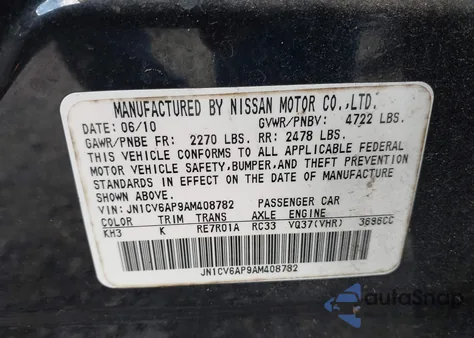 MANUFACTURED BY NISSAN MOTOR CO.,LTD.
DATE: 06/10 GVWR/PNBV: 4722 LBS.
GAWR/PNBE FR: 2270 LBS. RR: 2478 LBS.
THIS VEHICLE CONFORMS TO ALL APPLICABLE FEDERAL
MOTOR VEHICLE SAFETY,BUMPER,AND THEFT PREVENTION
STANDARDS IN EFFECT ON THE DATE OF MANUFACTURE
SHOWN ABOVE.
VIN: JN1CV6AP9AM408782 PASSENGER CAR
COLOR TRIM TRANS AXLE ENGINE
KH3 K RE7R01A RC33 VQ37(VHR) 3696CC
JN1CV6AP9AM408782
autoSnap